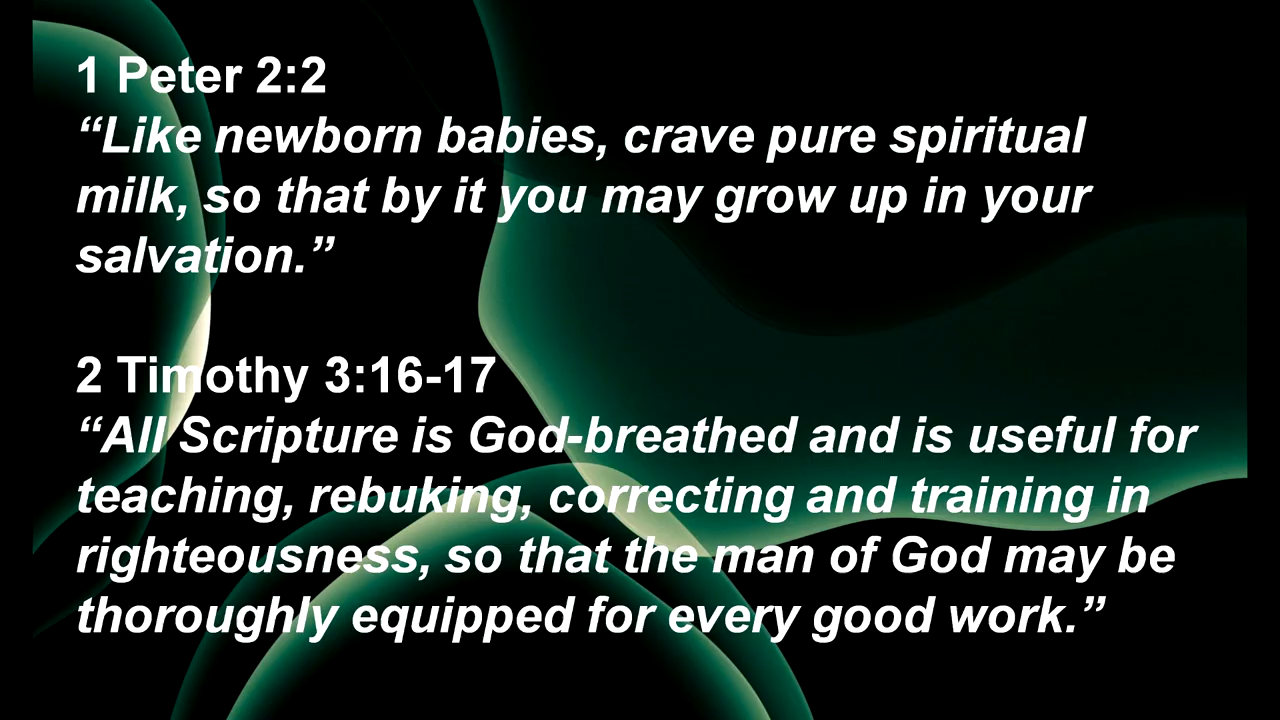 1 Peter 2:2
“Like newborn babies, crave pure spiritual
milk, so that by it you may grow up in your
salvation.”
2 Timothy 3:16-17
“All Scripture is God-breathed and is useful for
teaching, rebuking, correcting and training in
righteousness, so that the man of God may be
thoroughly equipped for every good work.”